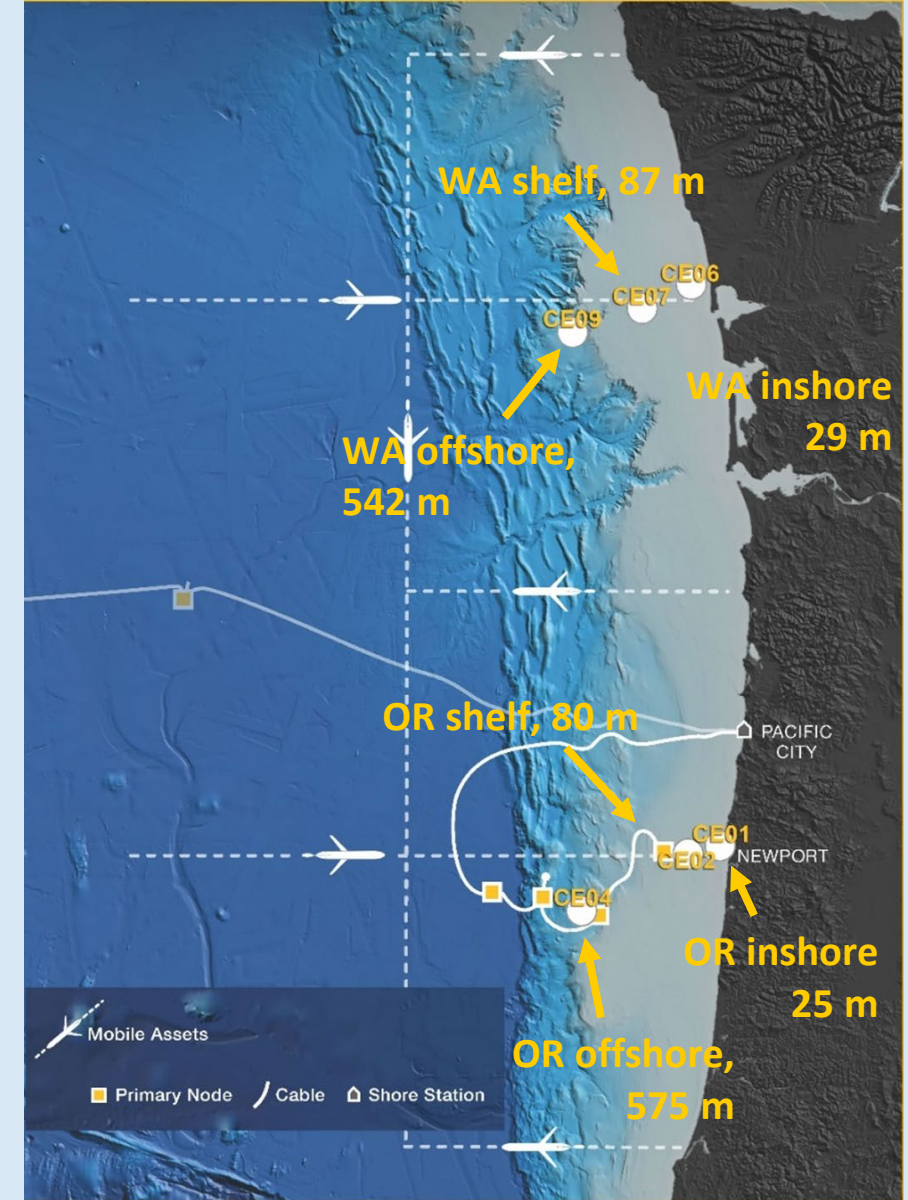 WA shelf, 87 m
CE06
CE07
CE09
WA inshore
29 m
WA offshore,
542 m
OR shelf, 80 m
PACIFIC
CITY
CE01
CE02
NEWPORT
CE04
OR inshore
25 m
OR offshore,
575 m
Mobile Assets
Primary Node
Cable
Shore Station